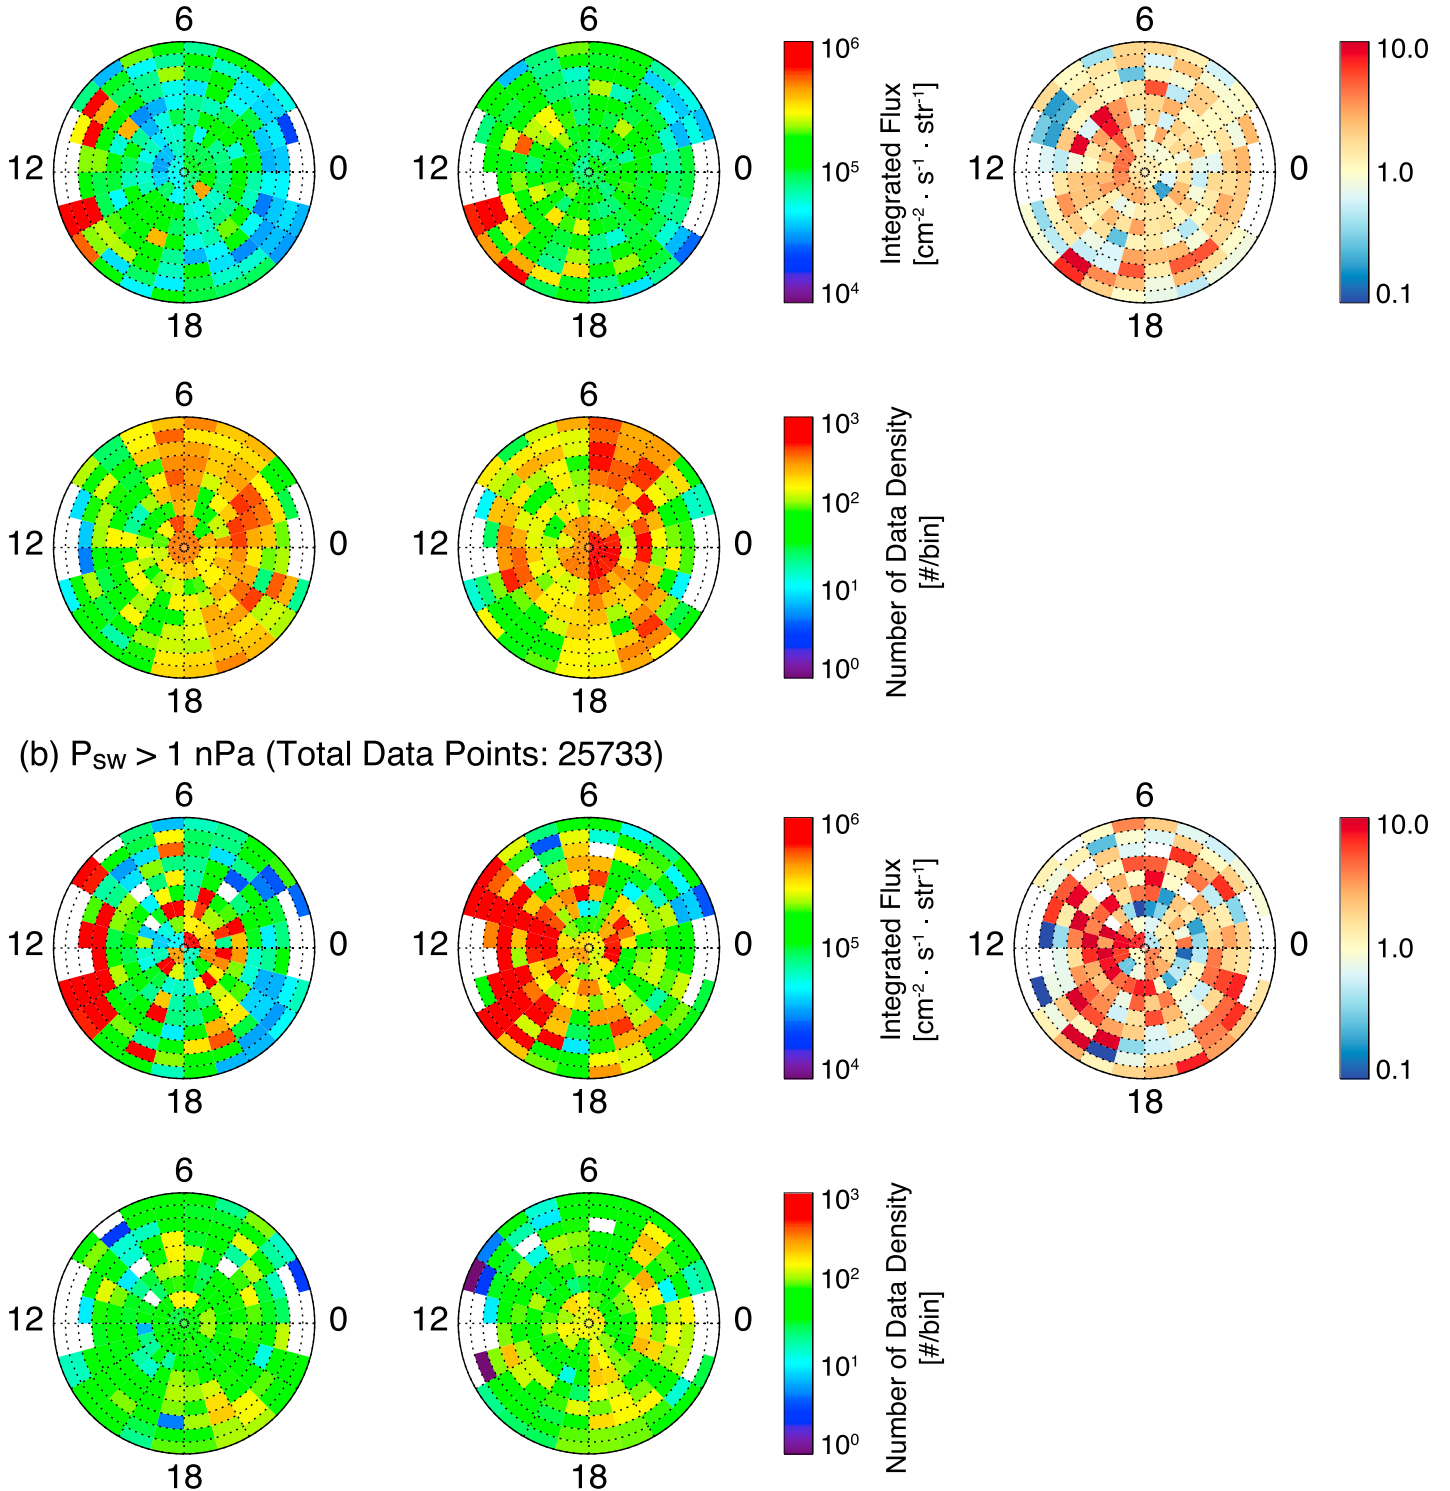 6 6 6
12 0 12 0 12 0
18 18 18
10⁶
10⁵
10⁴
Integrated Flux
[cm⁻² · s⁻¹ · str⁻¹]
10.0
1.0
0.1
6 6
12 0 12 0
18 18
10³
10²
10¹
10⁰
Number of Data Density
[#/bin]
(b) P_SW > 1 nPa (Total Data Points: 25733)
6 6 6
12 0 12 0 12 0
18 18 18
10⁶
10⁵
10⁴
Integrated Flux
[cm⁻² · s⁻¹ · str⁻¹]
10.0
1.0
0.1
6 6
12 0 12 0
18 18
10³
10²
10¹
10⁰
Number of Data Density
[#/bin]